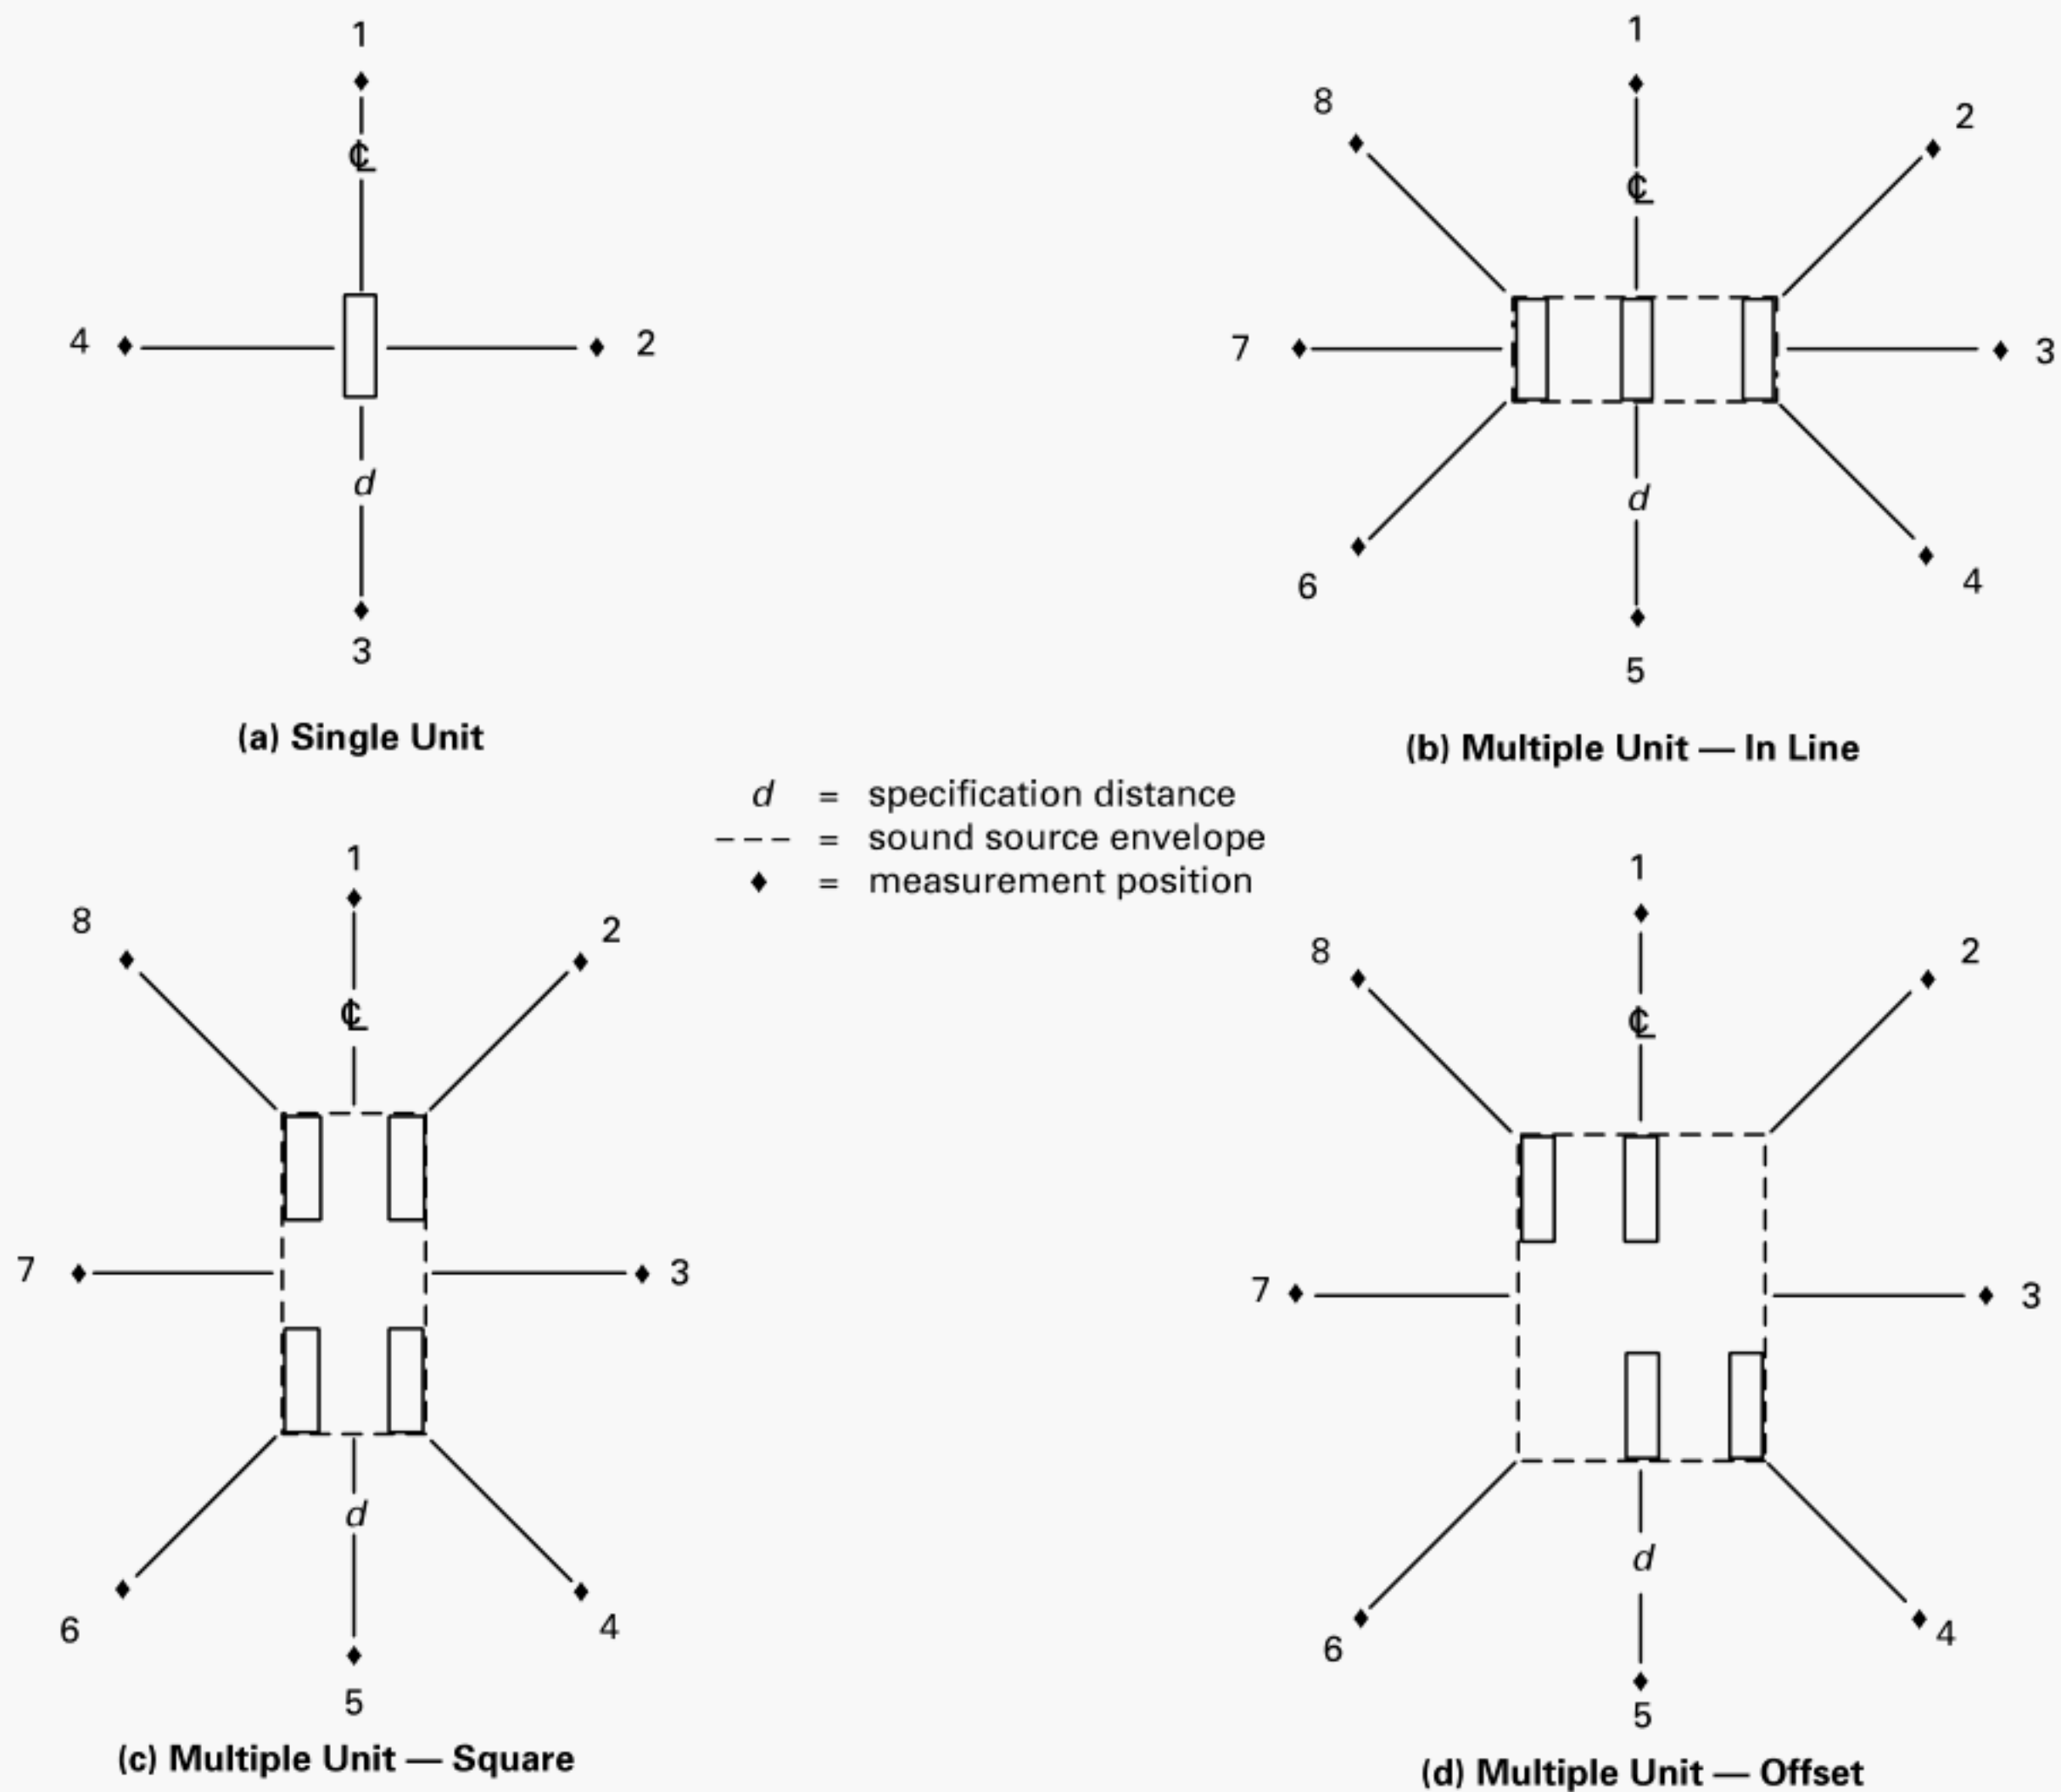 1
℄
4
2
d
3
(a) Single Unit
1
8
2
℄
7
3
d
6
4
5
(b) Multiple Unit — In Line
d = specification distance
- - - = sound source envelope
♦ = measurement position
1
8
2
℄
7
3
d
6
4
5
(c) Multiple Unit — Square
1
8
2
℄
7
3
d
6
4
5
(d) Multiple Unit — Offset